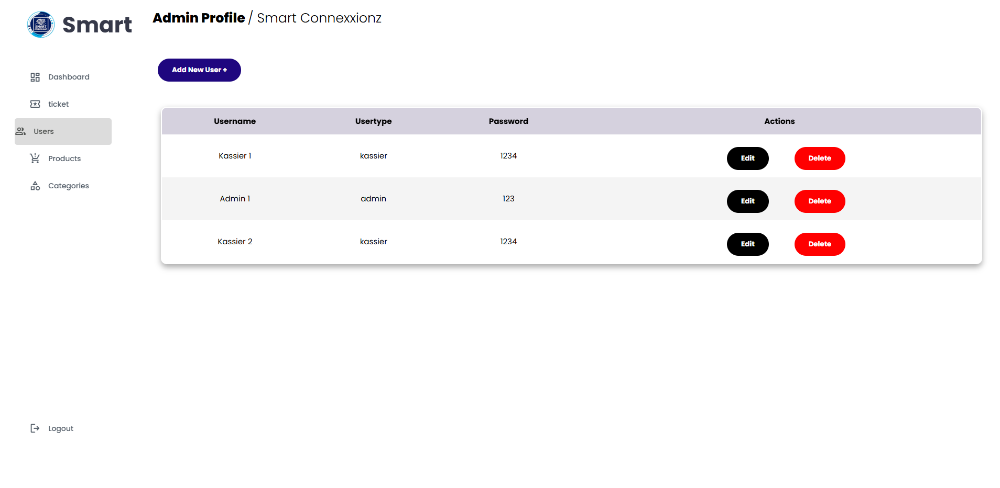 Smart
Admin Profile / Smart Connexxionz
Add New User +
Dashboard
ticket
Users
Products
Categories
Logout
Username Usertype Password Actions
Kassier 1 kassier 1234 Edit Delete
Admin 1 admin 123 Edit Delete
Kassier 2 kassier 1234 Edit Delete